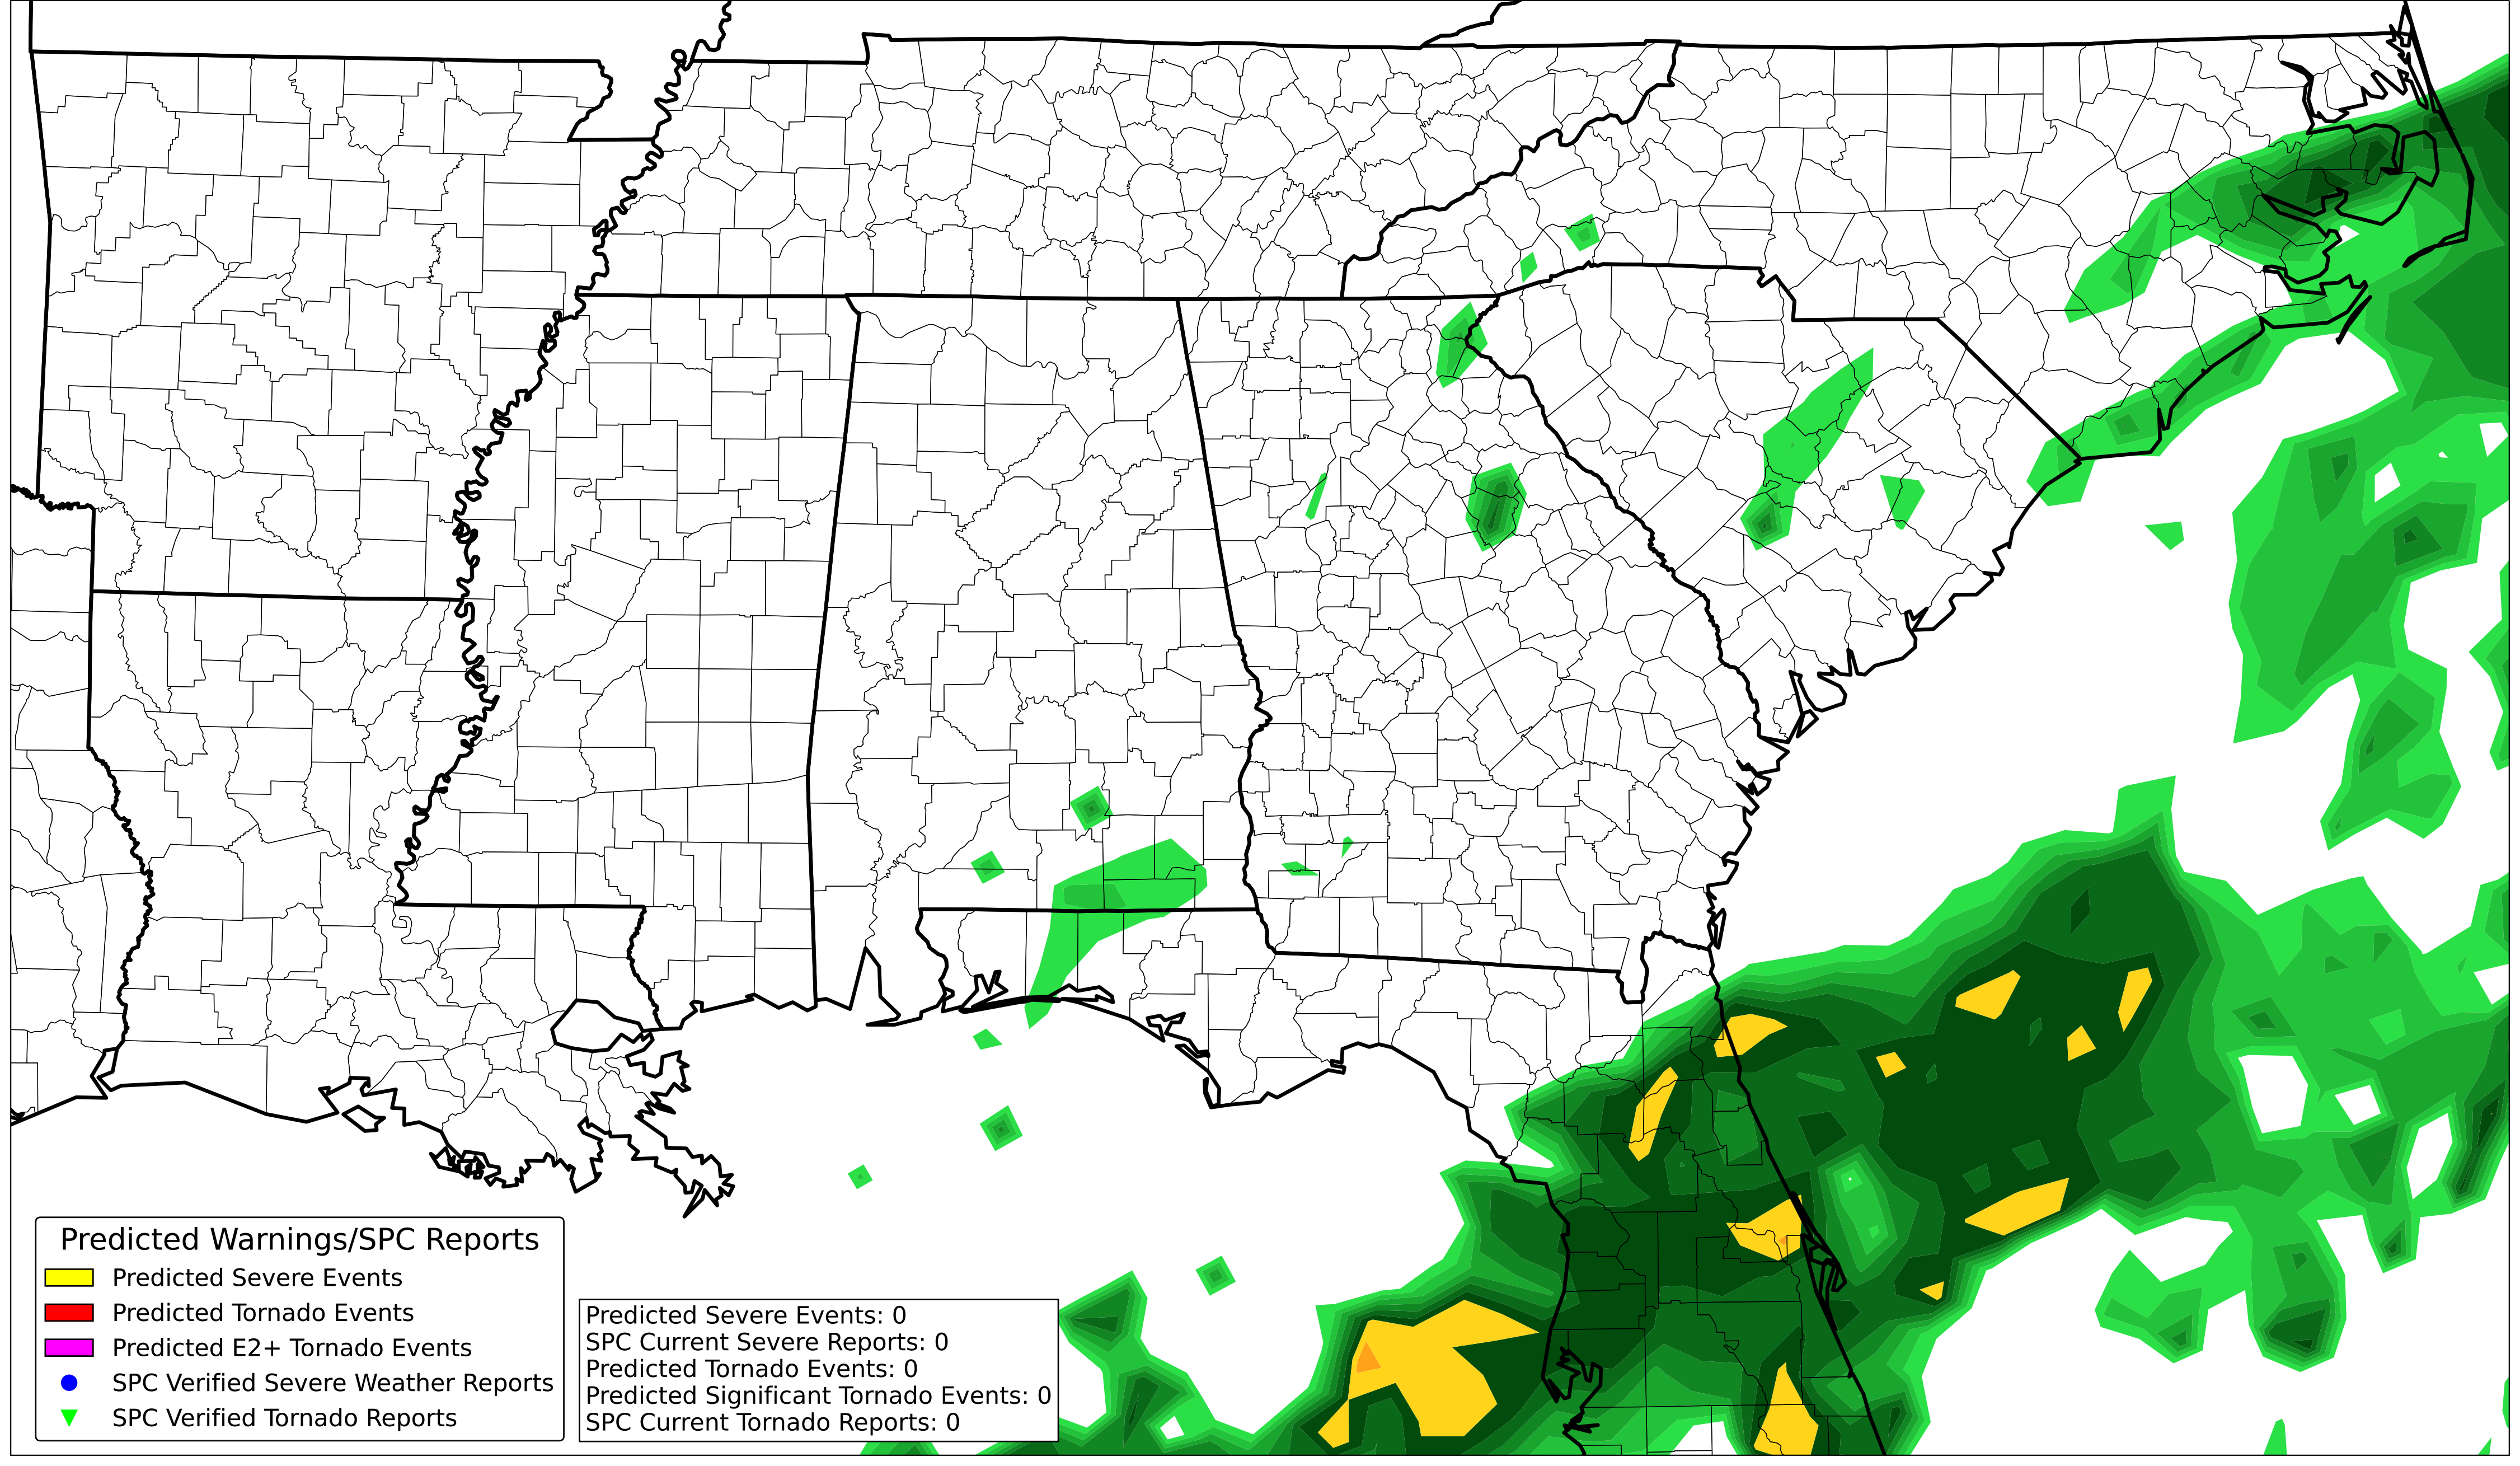 Predicted Warnings/SPC Reports
Predicted Severe Events
Predicted Tornado Events
Predicted E2+ Tornado Events
SPC Verified Severe Weather Reports
SPC Verified Tornado Reports
Predicted Severe Events: 0
SPC Current Severe Reports: 0
Predicted Tornado Events: 0
Predicted Significant Tornado Events: 0
SPC Current Tornado Reports: 0